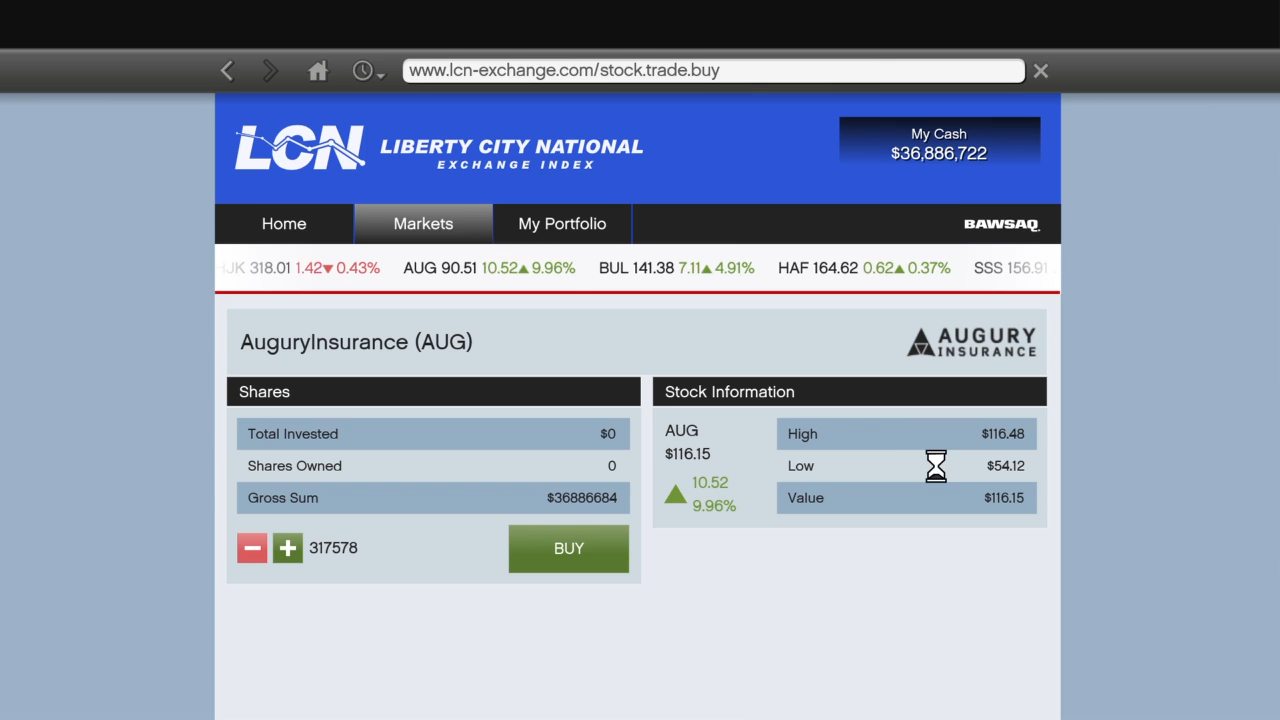 www.lcn-exchange.com/stock.trade.buy
LCN LIBERTY CITY NATIONAL
EXCHANGE INDEX
My Cash
$36,886,722
Home Markets My Portfolio BAWSAQ
JK 318.01 1.42▼0.43% AUG 90.51 10.52▲9.96% BUL 141.38 7.11▲4.91% HAF 164.62 0.62▲0.37% SSS 156.91
AuguryInsurance (AUG)
AUGURY
INSURANCE
Shares
Total Invested $0
Shares Owned 0
Gross Sum $36886684
317578 BUY
Stock Information
AUG
$116.15
10.52
9.96%
High $116.48
Low $54.12
Value $116.15